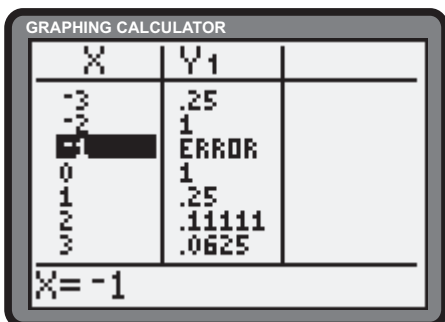 GRAPHING CALCULATOR
X Y1
-3 .25
-2 1
-1 ERROR
0 1
1 .25
2 .11111
3 .0625
X= -1